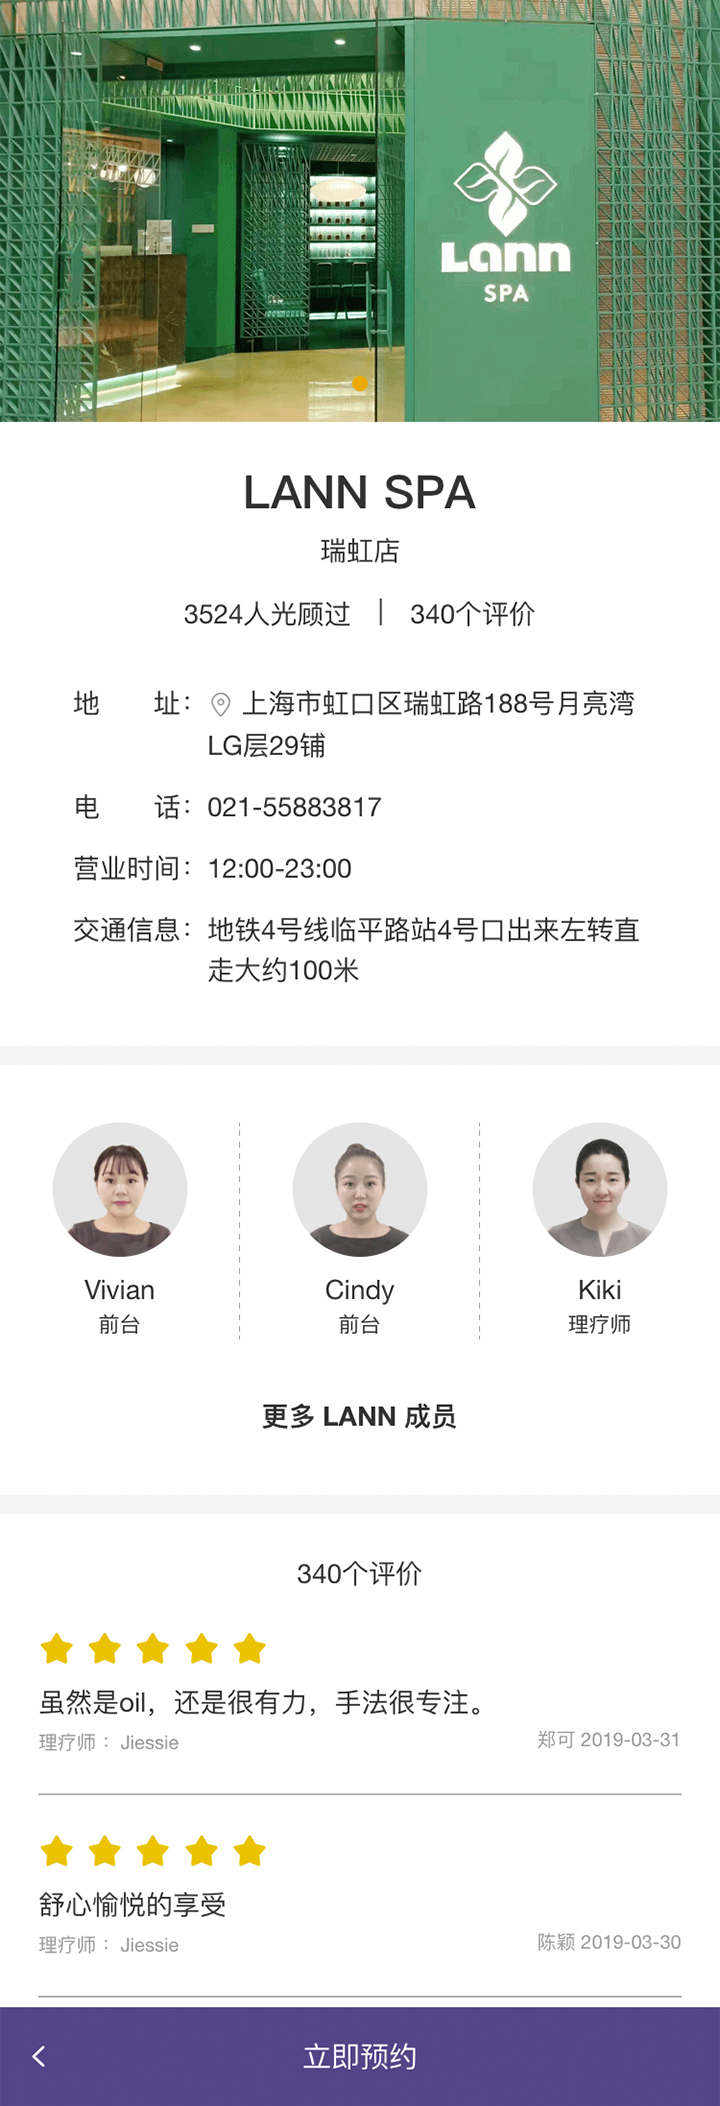 Lann
SPA
LANN SPA
瑞虹店
3524人光顾过 | 340个评价
地 址： 上海市虹口区瑞虹路188号月亮湾
LG层29铺
电 话： 021-55883817
营业时间： 12:00-23:00
交通信息： 地铁4号线临平路站4号口出来左转直
走大约100米
Vivian
前台
Cindy
前台
Kiki
理疗师
更多 LANN 成员
340个评价
虽然是oil，还是很有力，手法很专注。
理疗师： Jiessie
郑可 2019-03-31
舒心愉悦的享受
理疗师： Jiessie
陈颖 2019-03-30
立即预约